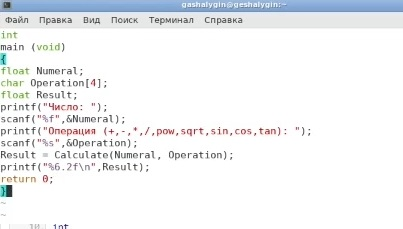 gashalygin@geshalygin:~
Файл Правка Вид Поиск Терминал Справка
int
main (void)
{
float Numeral;
char Operation[4];
float Result;
printf("Число: ");
scanf("%f",&Numeral);
printf("Операция (+,-,*,/,pow,sqrt,sin,cos,tan): ");
scanf("%s",&Operation);
Result = Calculate(Numeral, Operation);
printf("%6.2f\n",Result);
return 0;
}
~
~
int